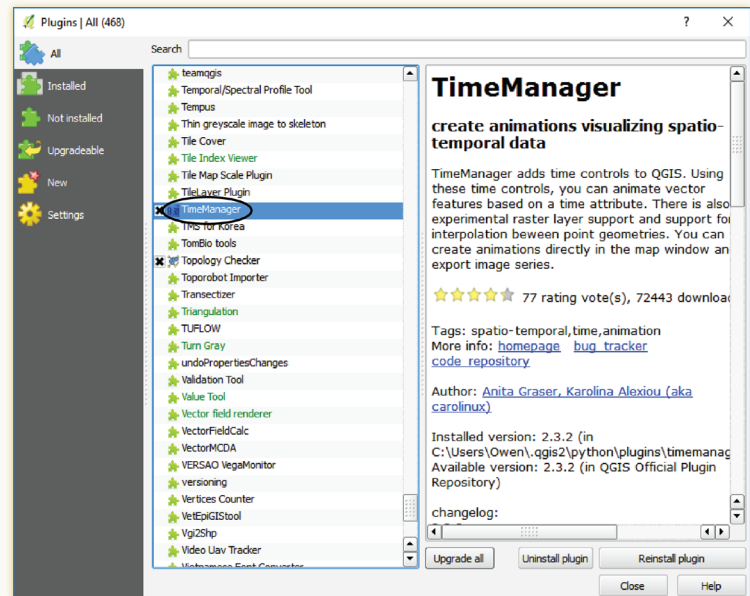 Plugins | All (468)
?
All
Installed
Not installed
Upgradeable
New
Settings
Search
teamqgis
Temporal/Spectral Profile Tool
Tempus
Thin greyscale image to skeleton
Tile Cover
Tile Index Viewer
Tile Map Scale Plugin
TileLayer Plugin
TimeManager
TMS for Korea
TomBio tools
Topology Checker
Toporobot Importer
Transectizer
Triangulation
TUFLOW
Turn Gray
undoPropertiesChanges
Validation Tool
Value Tool
Vector field renderer
VectorFieldCalc
VectorMCDA
VERSAO VegaMonitor
versioning
Vertices Counter
VetEpiGIStool
Vgi2Shp
Video Uav Tracker
Vietnamese Font Converter
TimeManager
create animations visualizing spatio-
temporal data
TimeManager adds time controls to QGIS. Using
these time controls, you can animate vector
features based on a time attribute. There is also
experimental raster layer support and support for
interpolation beween point geometries. You can
create animations directly in the map window an
export image series.
77 rating vote(s), 72443 download
Tags: spatio-temporal,time,animation
More info: homepage bug tracker
code repository
Author: Anita Graser, Karolina Alexiou (aka
carolinux)
Installed version: 2.3.2 (in
C:\Users\Owen\.qgis2\python\plugins\timemanag
Available version: 2.3.2 (in QGIS Official Plugin
Repository)
changelog:
Upgrade all
Uninstall plugin
Reinstall plugin
Close
Help